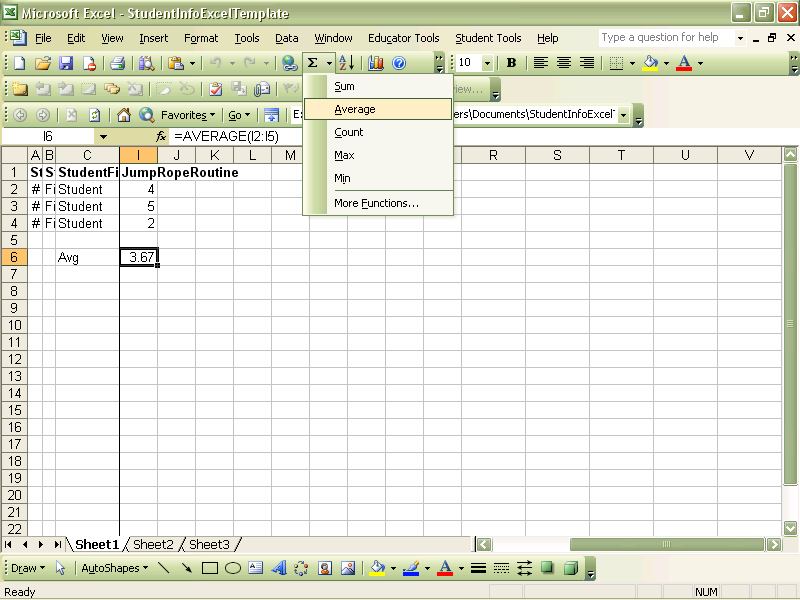 Microsoft Excel - StudentInfoExcelTemplate
File Edit View Insert Format Tools Data Window Educator Tools Student Tools Help Type a question for help
Σ 10 B A
Favorites Go ers\Documents\StudentInfoExcel
I6 fx =AVERAGE(I2:I5)
Sum
Average
Count
Max
Min
More Functions...
A B C I J K L M R S T U V
1 St S StudentFi JumpRopeRoutine
2 # Fi Student 4
3 # Fi Student 5
4 # Fi Student 2
5
6 Avg 3.67
7
8
9
10
11
12
13
14
15
16
17
18
19
20
21
22
Sheet1 Sheet2 Sheet3
Draw AutoShapes A A
Ready NUM